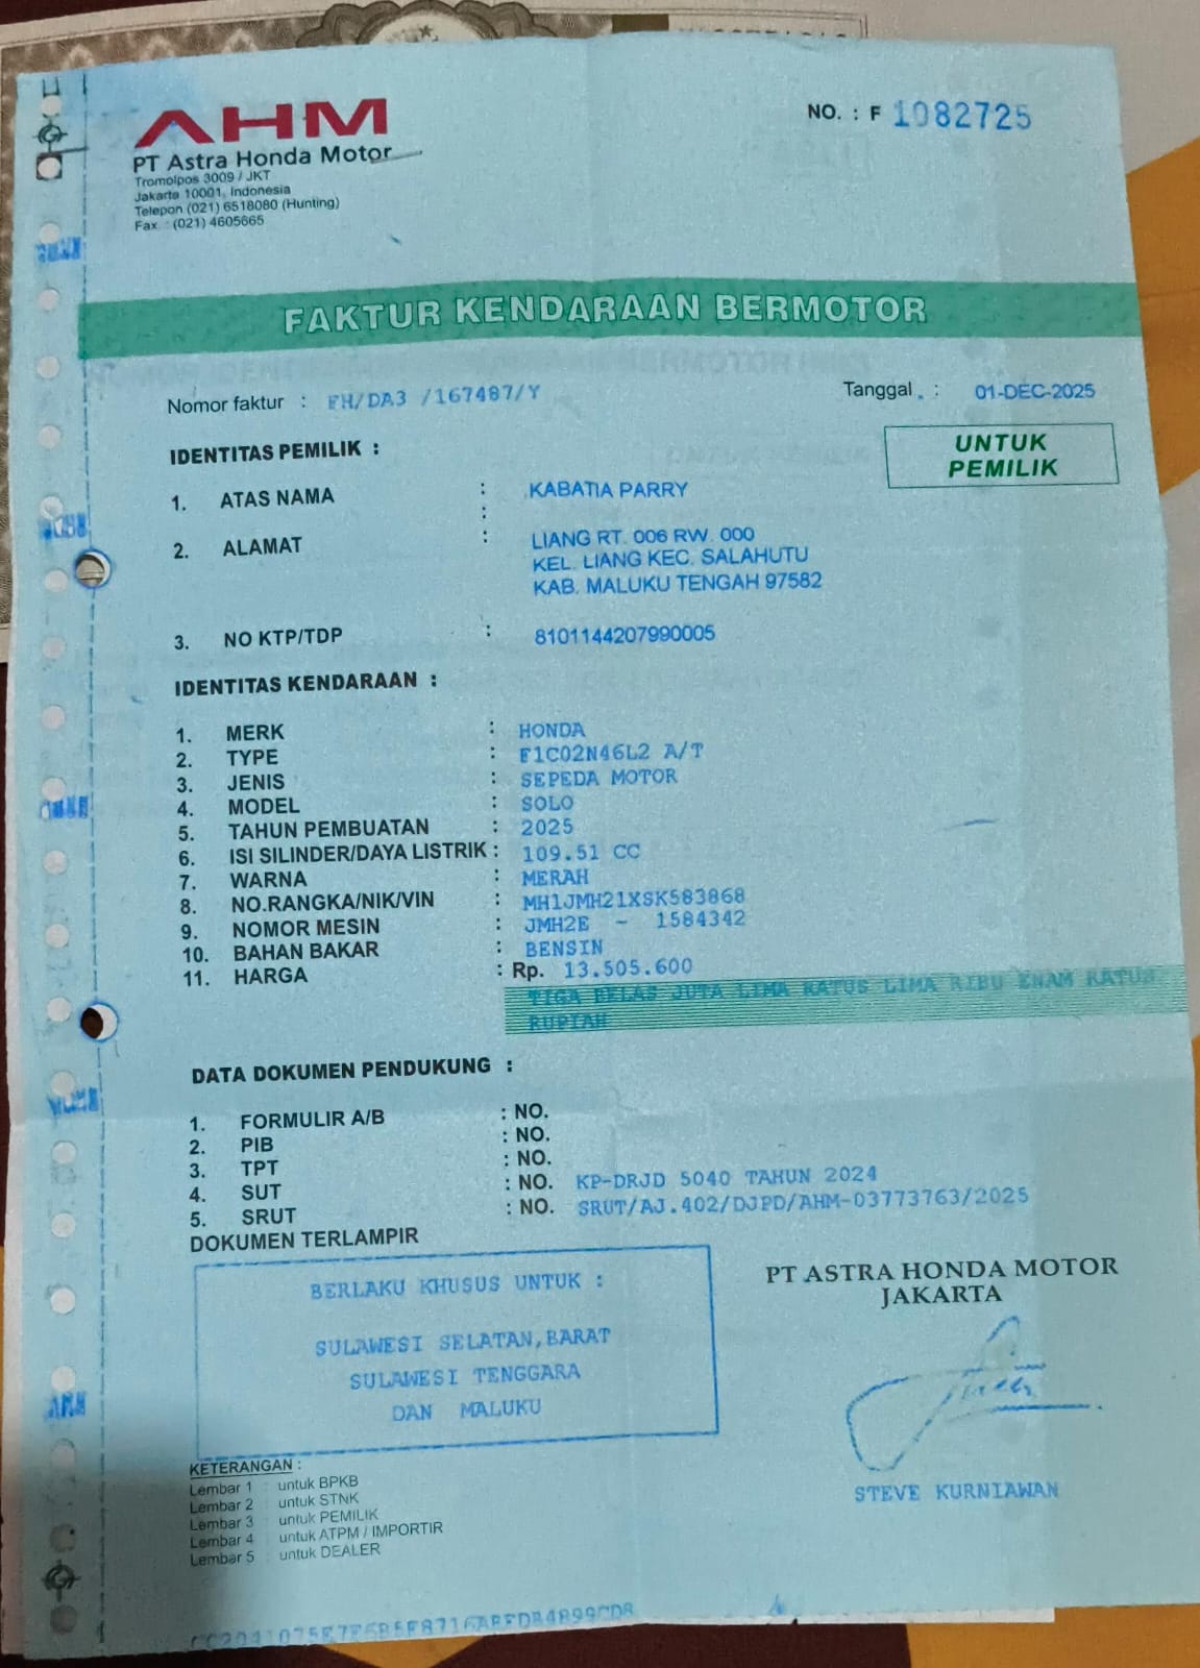 AHM
PT Astra Honda Motor
Tromolpos 3009 / JKT
Jakarta 10001, Indonesia
Telepon (021) 6518080 (Hunting)
Fax. : (021) 4605665
NO. : F 1082725
FAKTUR KENDARAAN BERMOTOR
Nomor faktur : FH/DA3 /167487/Y
Tanggal . : 01-DEC-2025
UNTUK
PEMILIK
IDENTITAS PEMILIK :
1. ATAS NAMA : KABATIA PARRY
:
2. ALAMAT : LIANG RT. 006 RW. 000
KEL. LIANG KEC. SALAHUTU
KAB. MALUKU TENGAH 97582
3. NO KTP/TDP : 8101144207990005
IDENTITAS KENDARAAN :
1. MERK : HONDA
2. TYPE : F1C02N46L2 A/T
3. JENIS : SEPEDA MOTOR
4. MODEL : SOLO
5. TAHUN PEMBUATAN : 2025
6. ISI SILINDER/DAYA LISTRIK : 109.51 CC
7. WARNA : MERAH
8. NO.RANGKA/NIK/VIN : MH1JMH21XSK583868
9. NOMOR MESIN : JMH2E - 1584342
10. BAHAN BAKAR : BENSIN
11. HARGA : Rp. 13.505.600
TIGA BELAS JUTA LIMA RATUS LIMA RIBU ENAM RATUS
RUPIAH
DATA DOKUMEN PENDUKUNG :
1. FORMULIR A/B : NO.
2. PIB : NO.
3. TPT : NO.
4. SUT : NO. KP-DRJD 5040 TAHUN 2024
5. SRUT : NO. SRUT/AJ.402/DJPD/AHM-03773763/2025
DOKUMEN TERLAMPIR
BERLAKU KHUSUS UNTUK :
SULAWESI SELATAN,BARAT
SULAWESI TENGGARA
DAN MALUKU
PT ASTRA HONDA MOTOR
JAKARTA
STEVE KURNIAWAN
KETERANGAN :
Lembar 1 : untuk BPKB
Lembar 2 : untuk STNK
Lembar 3 : untuk PEMILIK
Lembar 4 : untuk ATPM / IMPORTIR
Lembar 5 : untuk DEALER